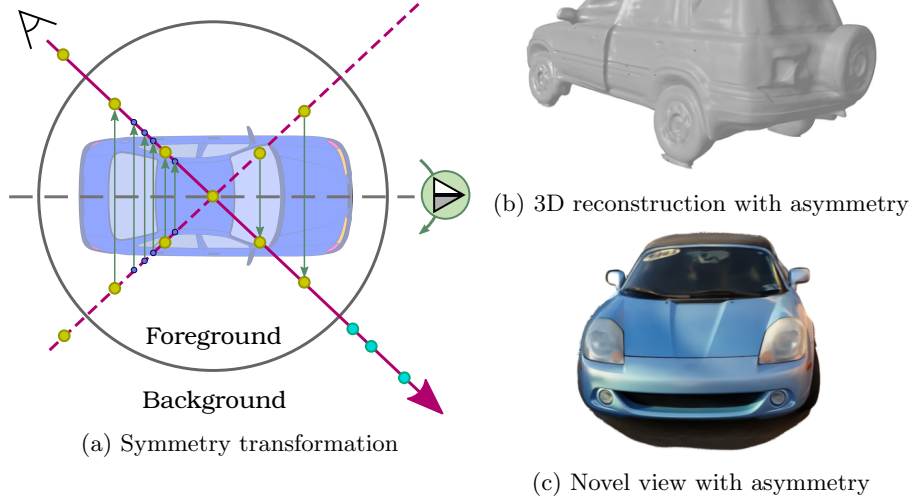 Foreground
Background
(a) Symmetry transformation
(b) 3D reconstruction with asymmetry
(c) Novel view with asymmetry